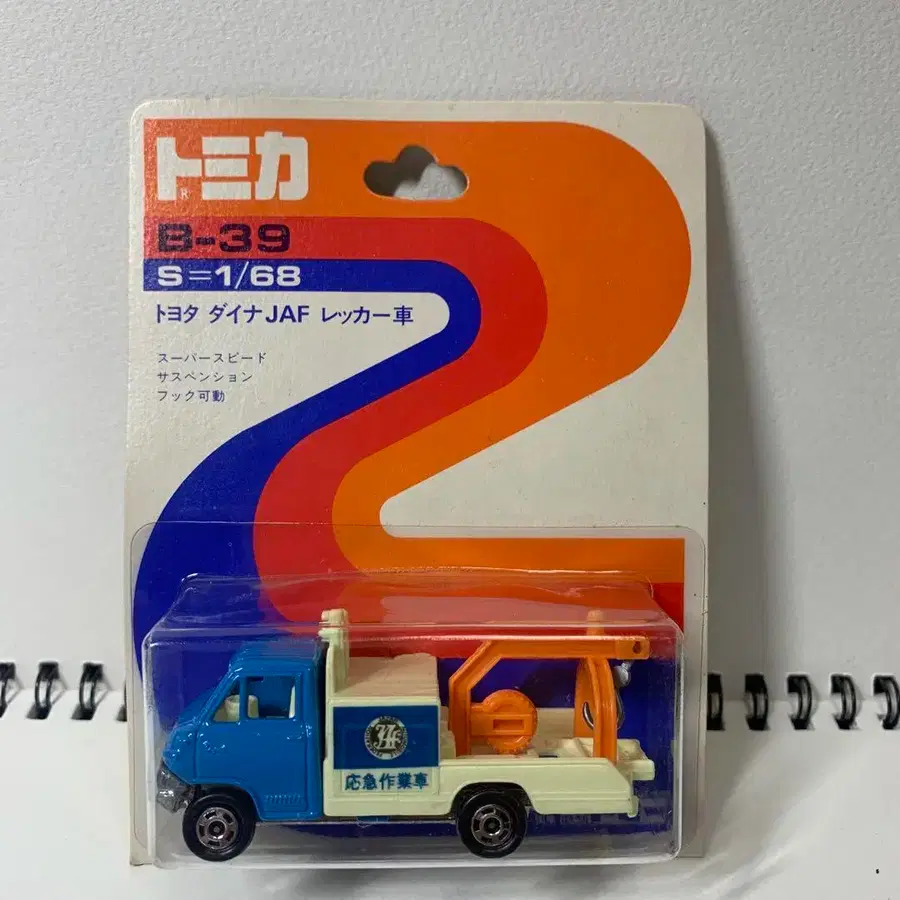 トミカ
R
B-39
S=1/68
トヨタ ダイナJAF レッカー車
スーパースピード
サスペンション
フック可動
JAF
応急作業車